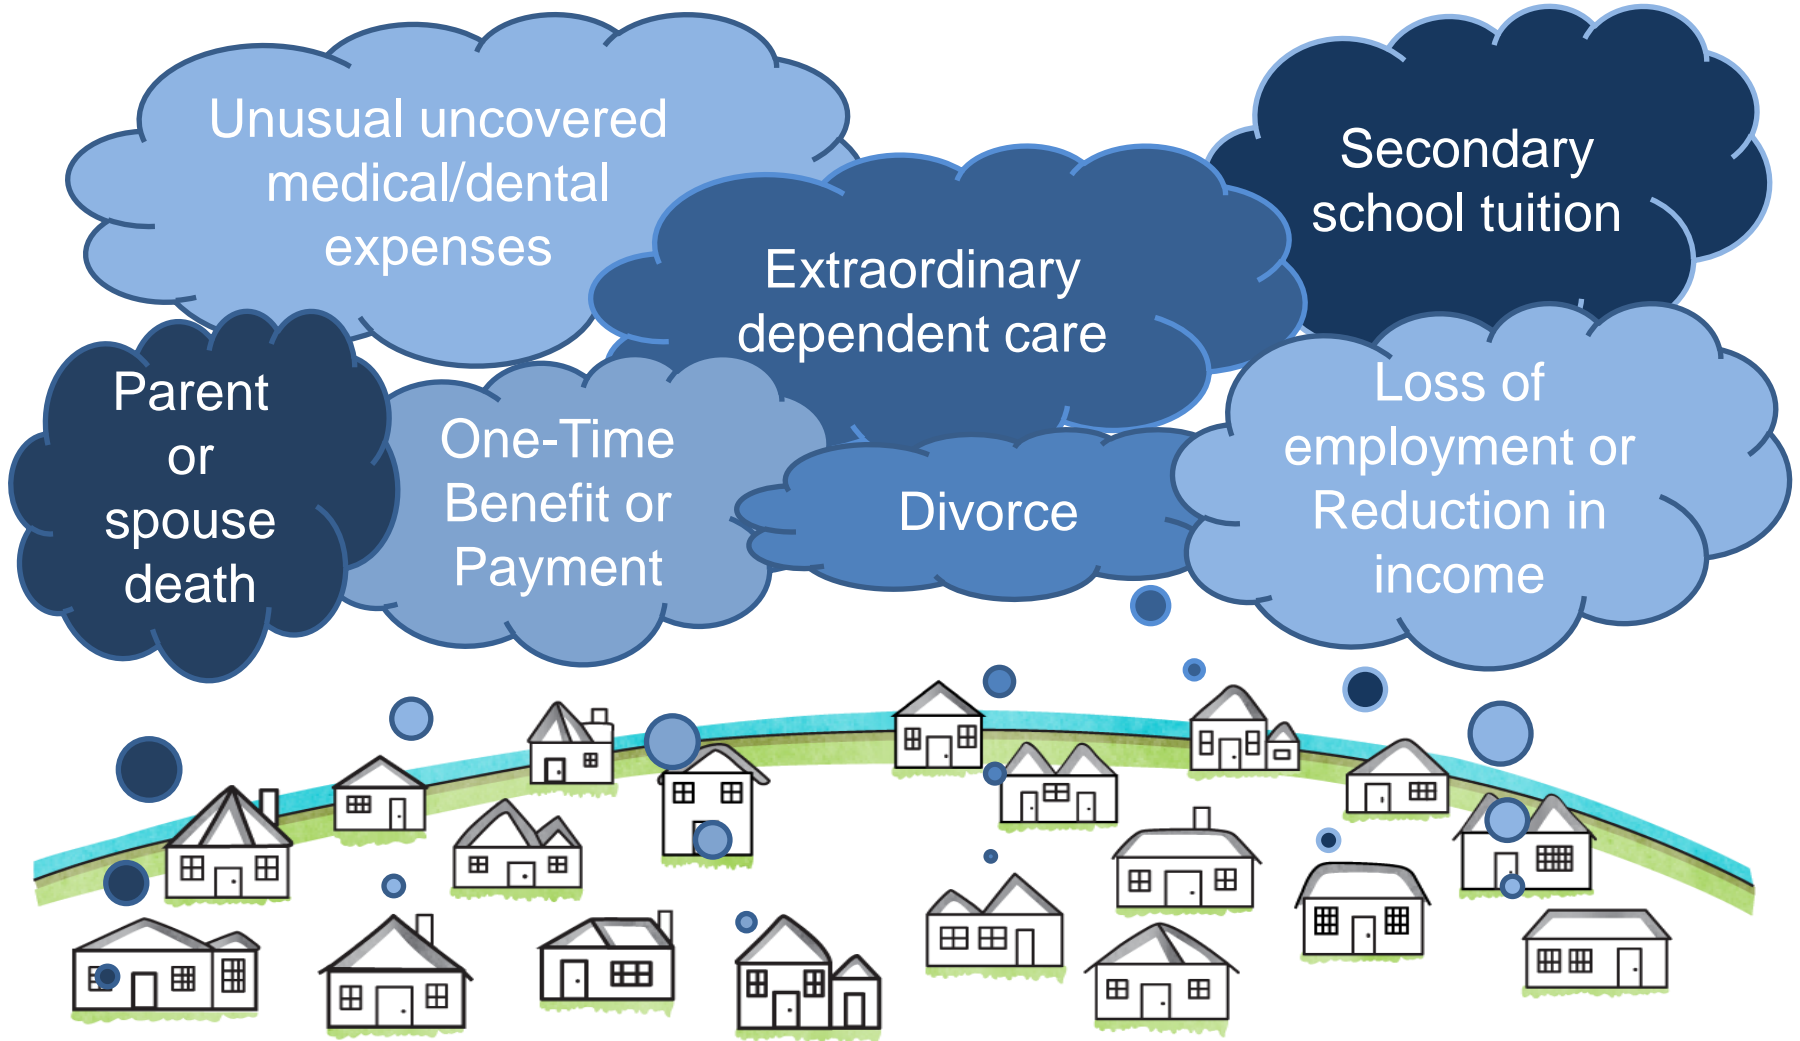 Unusual uncovered
medical/dental
expenses
Secondary
school tuition
Extraordinary
dependent care
Parent
or
spouse
death
One-Time
Benefit or
Payment
Divorce
Loss of
employment or
Reduction in
income